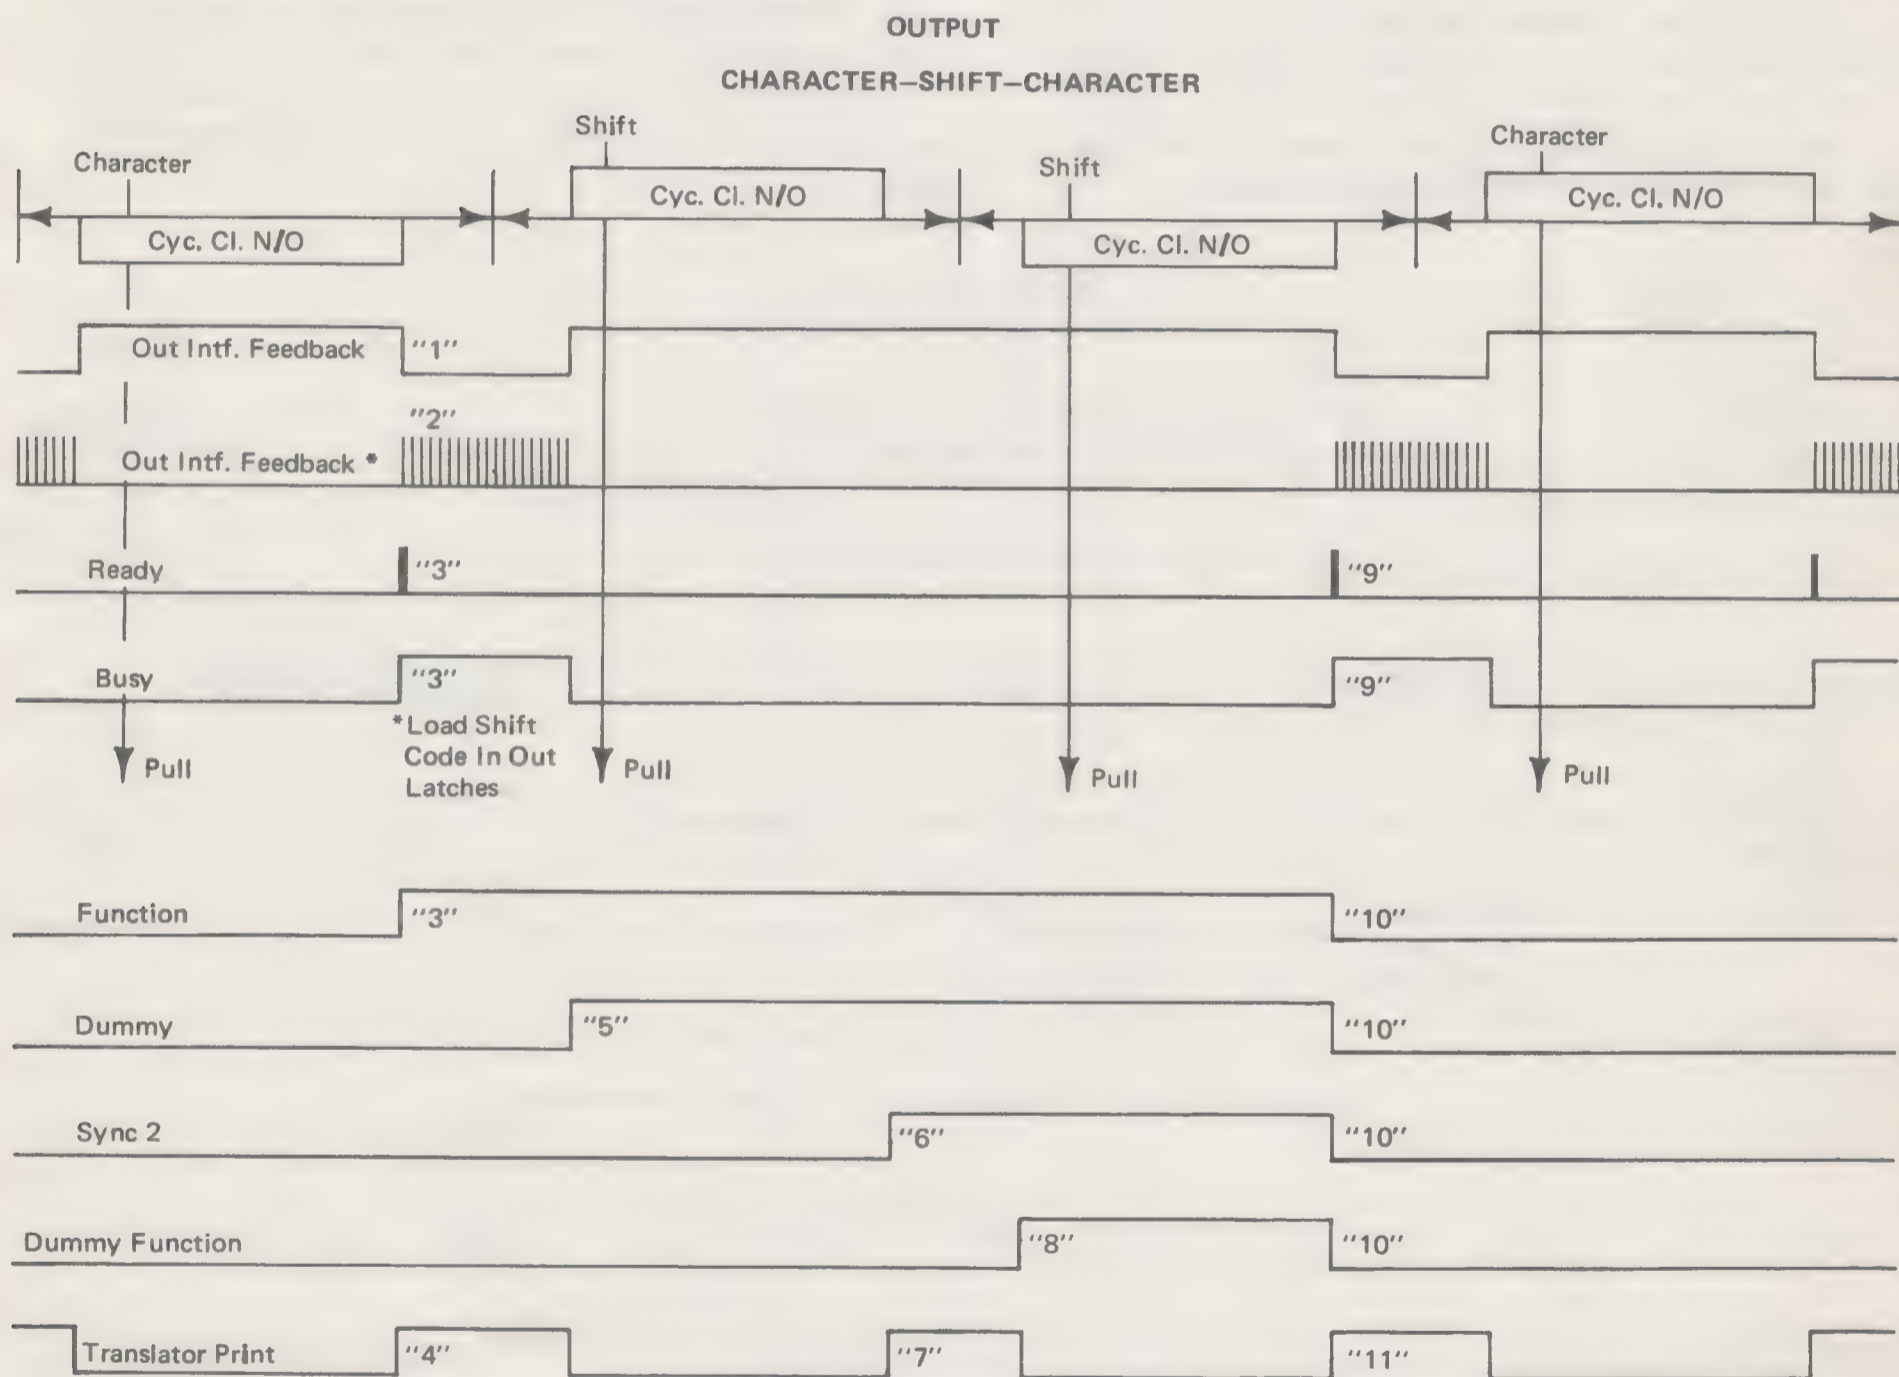 OUTPUT
CHARACTER–SHIFT–CHARACTER
Shift
Character
Shift
Character
Cyc. Cl. N/O
Cyc. Cl. N/O
Cyc. Cl. N/O
Cyc. Cl. N/O
Out Intf. Feedback
"1"
"2"
Out Intf. Feedback *
Ready
"3"
"9"
Busy
"3"
"9"
*Load Shift
Code In Out
Latches
Pull
Pull
Pull
Pull
Function
"3"
"10"
Dummy
"5"
"10"
Sync 2
"6"
"10"
Dummy Function
"8"
"10"
Translator Print
"4"
"7"
"11"